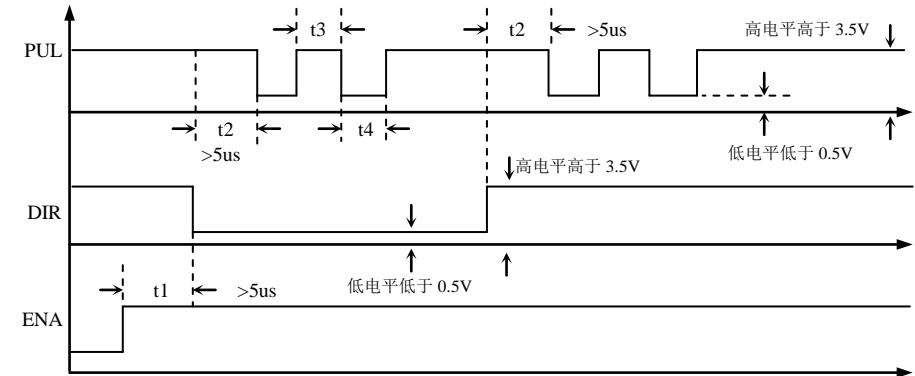 t3
t2
>5us
高电平高于 3.5V
PUL
t2
t4
>5us
低电平低于 0.5V
高电平高于 3.5V
DIR
t1
>5us
低电平低于 0.5V
ENA